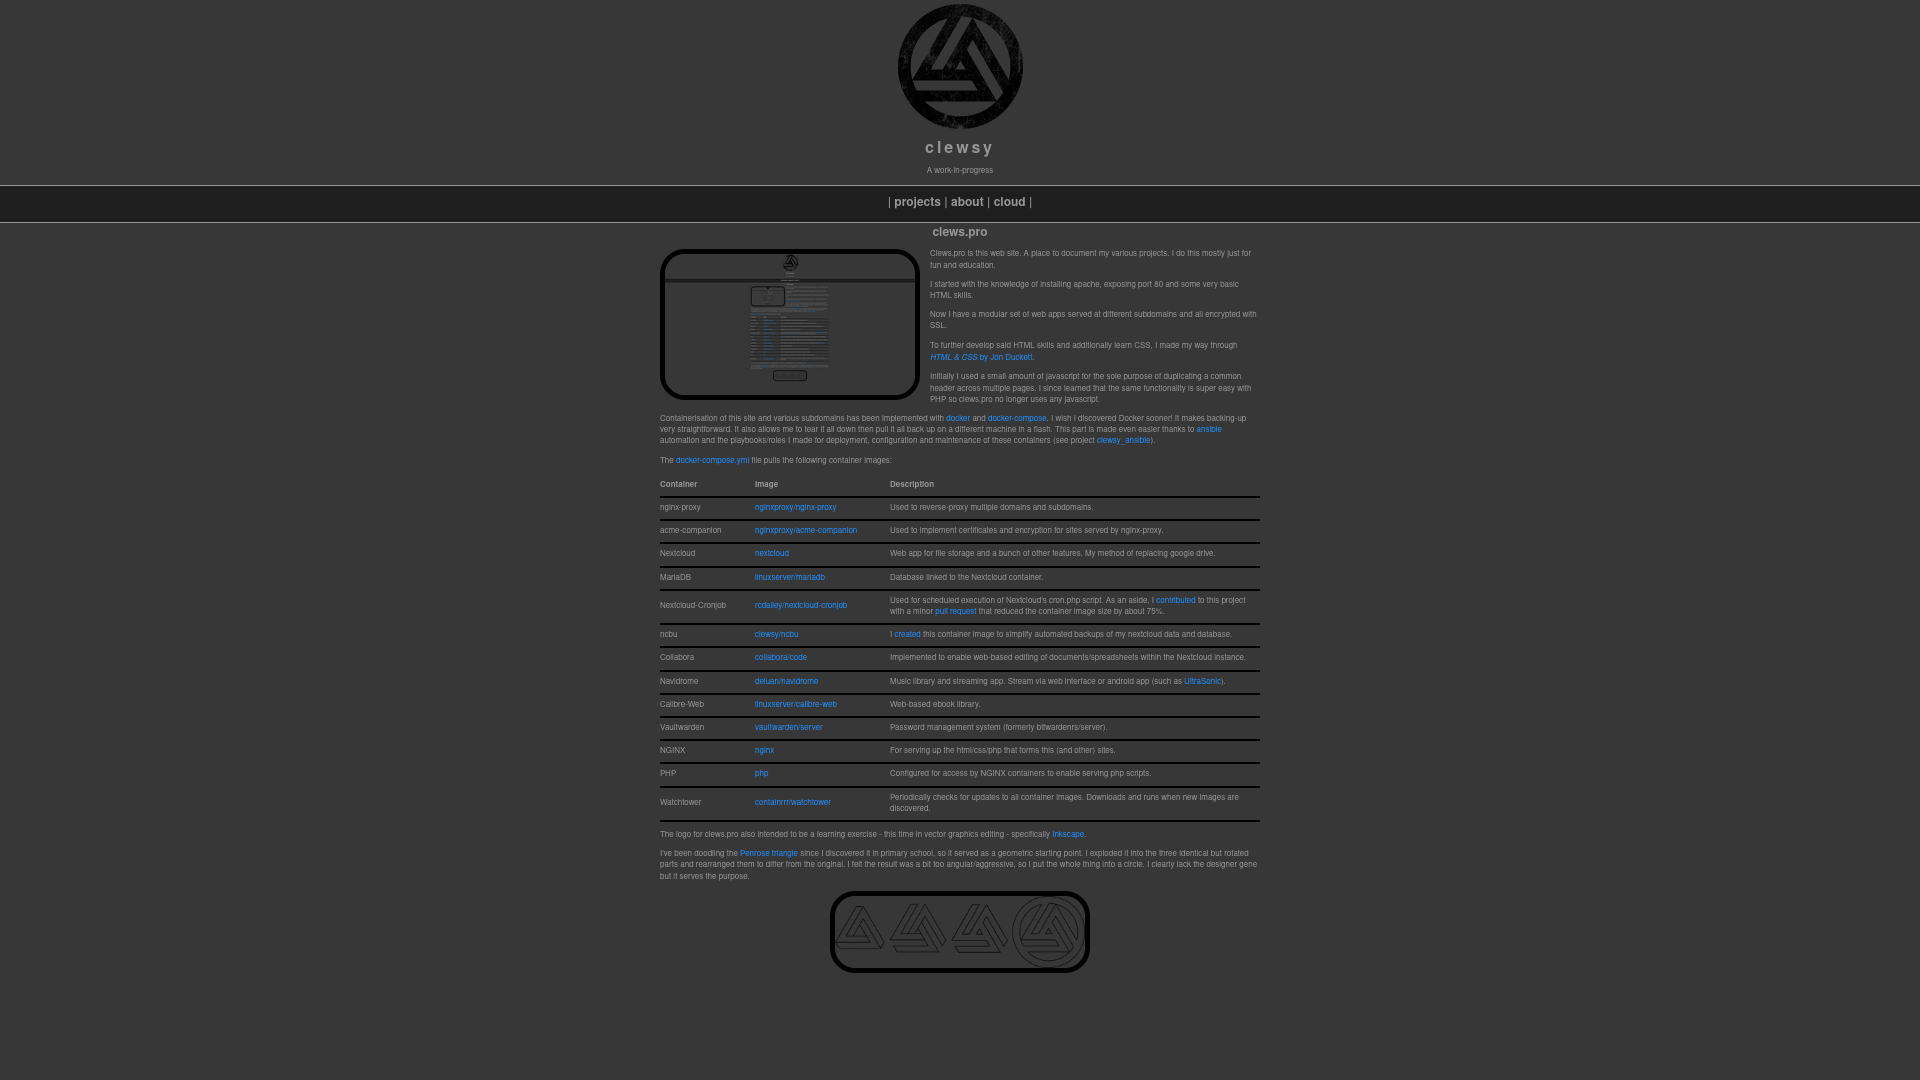 clewsy
A work-in-progress
| projects | about | cloud |
clews.pro
Clews.pro is this web site. A place to document my various projects. I do this mostly just for
fun and education.
I started with the knowledge of installing apache, exposing port 80 and some very basic
HTML skills.
Now I have a modular set of web apps served at different subdomains and all encrypted with
SSL.
To further develop said HTML skills and additionally learn CSS, I made my way through
HTML & CSS by Jon Duckett.
Initially I used a small amount of javascript for the sole purpose of duplicating a common
header across multiple pages. I since learned that the same functionality is super easy with
PHP so clews.pro no longer uses any javascript.
Containerisation of this site and various subdomains has been implemented with docker and docker-compose. I wish I discovered Docker sooner! It makes backing-up
very straightforward. It also allows me to tear it all down then pull it all back up on a different machine in a flash. This part is made even easier thanks to ansible
automation and the playbooks/roles I made for deployment, configuration and maintenance of these containers (see project clewsy_ansible).
The docker-compose.yml file pulls the following container images:
Container Image Description
nginx-proxy nginxproxy/nginx-proxy Used to reverse-proxy multiple domains and subdomains.
acme-companion nginxproxy/acme-companion Used to implement certificates and encryption for sites served by nginx-proxy.
Nextcloud nextcloud Web app for file storage and a bunch of other features. My method of replacing google drive.
MariaDB linuxserver/mariadb Database linked to the Nextcloud container.
Nextcloud-Cronjob rcdailey/nextcloud-cronjob Used for scheduled execution of Nextcloud's cron.php script. As an aside, I contributed to this project
with a minor pull request that reduced the container image size by about 75%.
ncbu clewsy/ncbu I created this container image to simplify automated backups of my nextcloud data and database.
Collabora collabora/code Implemented to enable web-based editing of documents/spreadsheets within the Nextcloud instance.
Navidrome deluan/navidrome Music library and streaming app. Stream via web interface or android app (such as UltraSonic).
Calibre-Web linuxserver/calibre-web Web-based ebook library.
Vaultwarden vaultwarden/server Password management system (formerly bitwardenrs/server).
NGINX nginx For serving up the html/css/php that forms this (and other) sites.
PHP php Configured for access by NGINX containers to enable serving php scripts.
Watchtower containrrr/watchtower Periodically checks for updates to all container images. Downloads and runs when new images are
discovered.
The logo for clews.pro also intended to be a learning exercise - this time in vector graphics editing - specifically Inkscape.
I've been doodling the Penrose triangle since I discovered it in primary school, so it served as a geometric starting point. I exploded it into the three identical but rotated
parts and rearranged them to differ from the original. I felt the result was a bit too angular/aggressive, so I put the whole thing into a circle. I clearly lack the designer gene
but it serves the purpose.